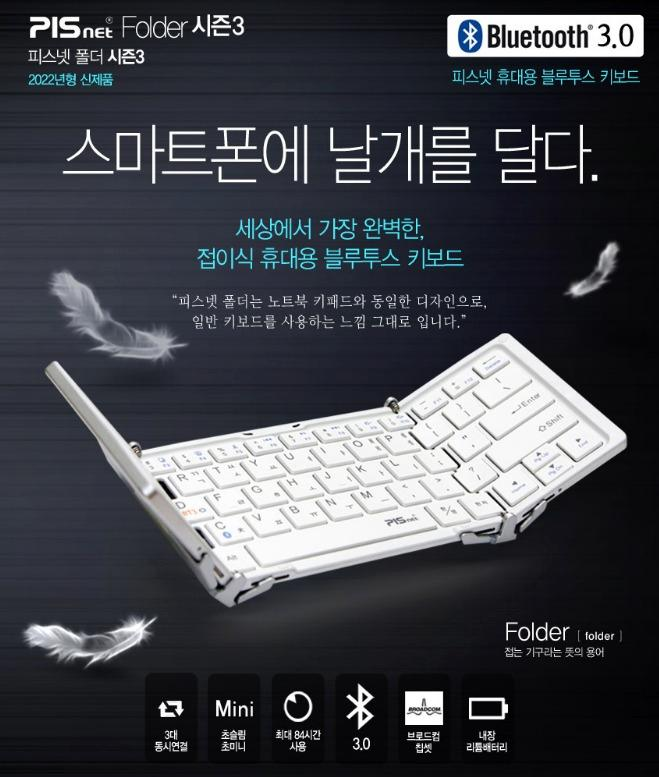 PISnet Folder 시즌3
피스넷 폴더 시즌3
2022년형 신제품
Bluetooth® 3.0
피스넷 휴대용 블루투스 키보드
스마트폰에 날개를 달다.
세상에서 가장 완벽한,
접이식 휴대용 블루투스 키보드
“피스넷 폴더는 노트북 키패드와 동일한 디자인으로,
일반 키보드를 사용하는 느낌 그대로 입니다.”
Delete
Enter
Shift
R T Y U I O P
D F G H J K L
C V B N M
Alt
PISnet
Folder [ folder ]
접는 기구라는 뜻의 용어
3대
동시연결
Mini
초슬림
초미니
최대 84시간
사용
3.0
BROADCOM
브로드컴
칩셋
내장
리튬배터리